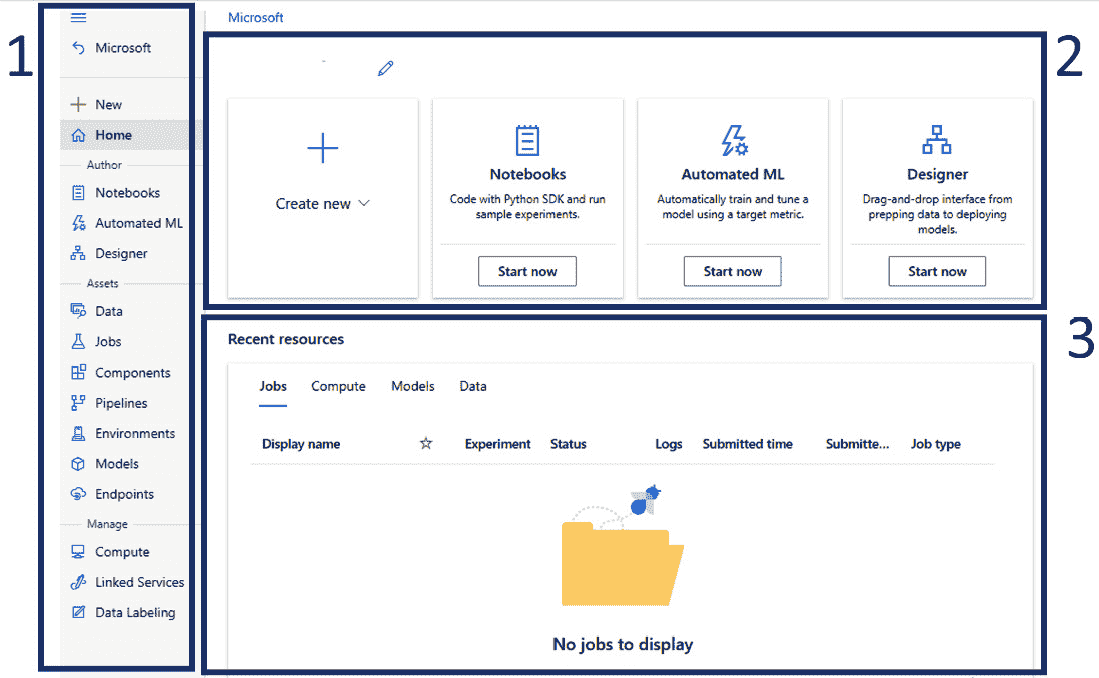 1
Microsoft
New
Home
Author
Notebooks
Automated ML
Designer
Assets
Data
Jobs
Components
Pipelines
Environments
Models
Endpoints
Manage
Compute
Linked Services
Data Labeling
Microsoft
2
Create new
Notebooks
Code with Python SDK and run
sample experiments.
Start now
Automated ML
Automatically train and tune a
model using a target metric.
Start now
Designer
Drag-and-drop interface from
prepping data to deploying
models.
Start now
3
Recent resources
Jobs Compute Models Data
Display name Experiment Status Logs Submitted time Submitte... Job type
No jobs to display